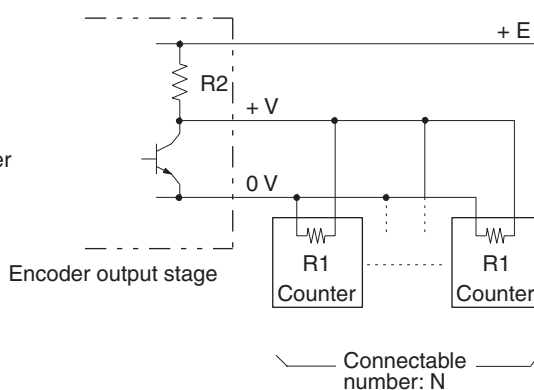 + E
R2
+ V
er
0 V
Encoder output stage
R1
R1
Counter
Counter
Connectable
number: N